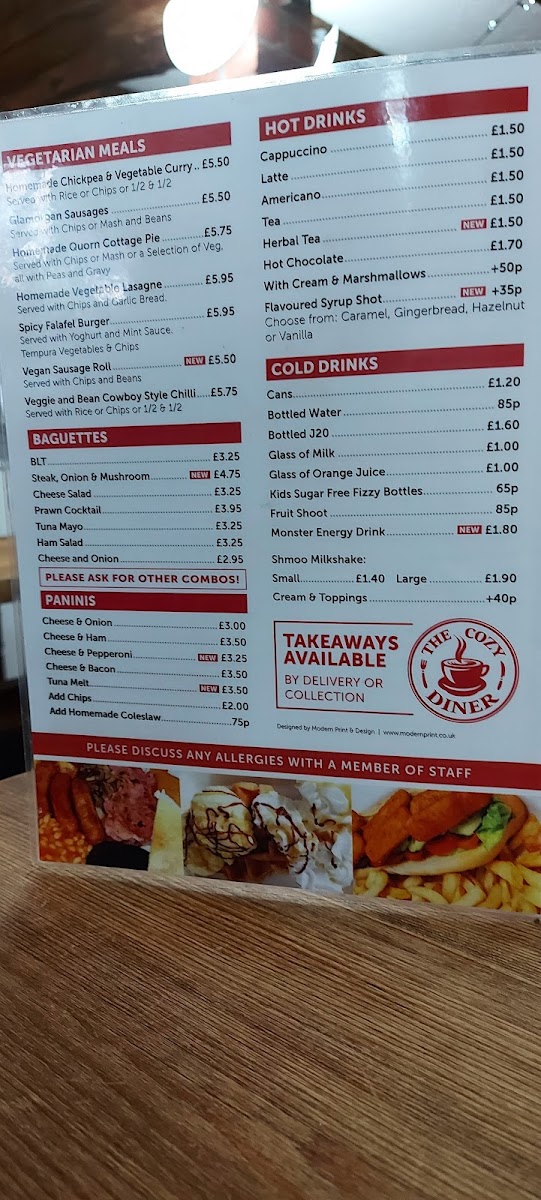 VEGETARIAN MEALS
Homemade Chickpea & Vegetable Curry.. £5.50
Served with Rice or Chips or 1/2 & 1/2
Glamorgan Sausages £5.50
Served with Chips or Mash and Beans
Homemade Quorn Cottage Pie £5.75
Served with Chips or Mash or a Selection of Veg,
all with Peas and Gravy
Homemade Vegetable Lasagne £5.95
Served with Chips and Garlic Bread.
Spicy Falafel Burger £5.95
Served with Yoghurt and Mint Sauce.
Tempura Vegetables & Chips
Vegan Sausage Roll NEW £5.50
Served with Chips and Beans
Veggie and Bean Cowboy Style Chilli.....£5.75
Served with Rice or Chips or 1/2 & 1/2
BAGUETTES
BLT £3.25
Steak, Onion & Mushroom NEW £4.75
Cheese Salad £3.25
Prawn Cocktail £3.95
Tuna Mayo £3.25
Ham Salad £3.25
Cheese and Onion £2.95
PLEASE ASK FOR OTHER COMBOS!
PANINIS
Cheese & Onion £3.00
Cheese & Ham £3.50
Cheese & Pepperoni NEW £3.25
Cheese & Bacon £3.50
Tuna Melt NEW £3.50
Add Chips £2.00
Add Homemade Coleslaw 75p
HOT DRINKS
Cappuccino £1.50
Latte £1.50
Americano £1.50
Tea £1.50
Herbal Tea NEW £1.50
Hot Chocolate £1.70
With Cream & Marshmallows +50p
Flavoured Syrup Shot NEW +35p
Choose from: Caramel, Gingerbread, Hazelnut
or Vanilla
COLD DRINKS
Cans £1.20
Bottled Water 85p
Bottled J20 £1.60
Glass of Milk £1.00
Glass of Orange Juice £1.00
Kids Sugar Free Fizzy Bottles 65p
Fruit Shoot 85p
Monster Energy Drink NEW £1.80
Shmoo Milkshake:
Small £1.40 Large £1.90
Cream & Toppings +40p
TAKEAWAYS
AVAILABLE
BY DELIVERY OR
COLLECTION
THE COZY
DINER
Designed by Modern Print & Design | www.modernprint.co.uk
PLEASE DISCUSS ANY ALLERGIES WITH A MEMBER OF STAFF